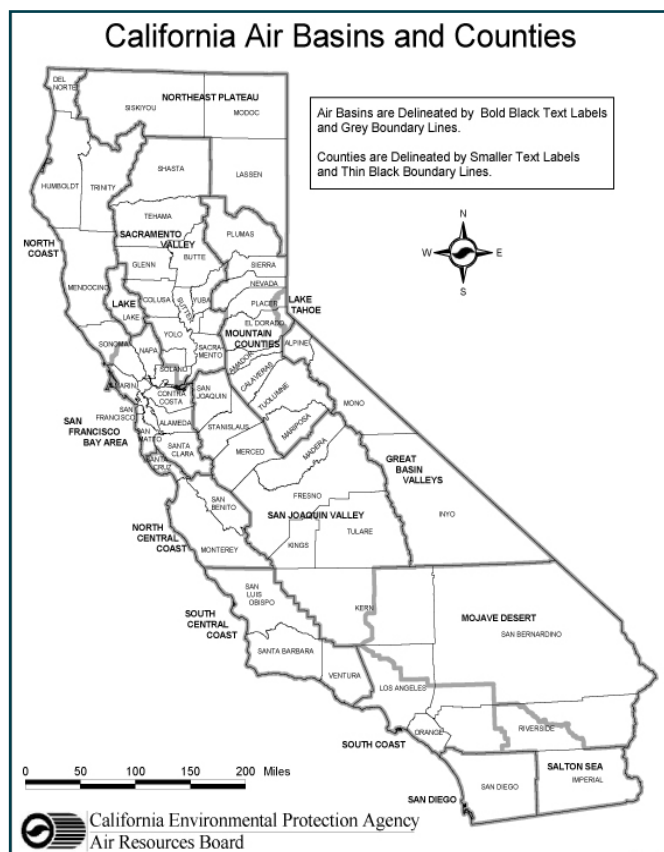 California Air Basins and Counties
Air Basins are Delineated by Bold Black Text Labels
and Grey Boundary Lines.
Counties are Delineated by Smaller Text Labels
and Thin Black Boundary Lines.
N
W
E
S
DEL
NORTE
SISKIYOU
NORTHEAST PLATEAU
MODOC
HUMBOLDT
TRINITY
SHASTA
LASSEN
NORTH
COAST
TEHAMA
SACRAMENTO
VALLEY
PLUMAS
BUTTE
GLENN
SIERRA
MENDOCINO
NEVADA
LAKE
LAKE
COLUSA
SUTTER
YUBA
PLACER
LAKE
TAHOE
EL DORADO
MOUNTAIN
COUNTIES
SONOMA
NAPA
YOLO
SACRA-
MENTO
AMADOR
ALPINE
SOLANO
CALAVERAS
MARIN
CONTRA
COSTA
SAN
JOAQUIN
TUOLUMNE
MONO
SAN
FRANCISCO
SAN
FRANCISCO
BAY AREA
SAN
MATEO
ALAMEDA
STANISLAUS
MARIPOSA
SANTA
CLARA
SANTA
CRUZ
MERCED
MADERA
GREAT
BASIN
VALLEYS
FRESNO
SAN
BENITO
SAN JOAQUIN VALLEY
INYO
NORTH
CENTRAL
COAST
MONTEREY
KINGS
TULARE
SAN
LUIS
OBISPO
KERN
SOUTH
CENTRAL
COAST
MOJAVE DESERT
SAN BERNARDINO
SANTA BARBARA
VENTURA
LOS ANGELES
ORANGE
RIVERSIDE
SOUTH COAST
SALTON SEA
IMPERIAL
SAN DIEGO
SAN DIEGO
0 50 100 150 200 Miles
California Environmental Protection Agency
Air Resources Board